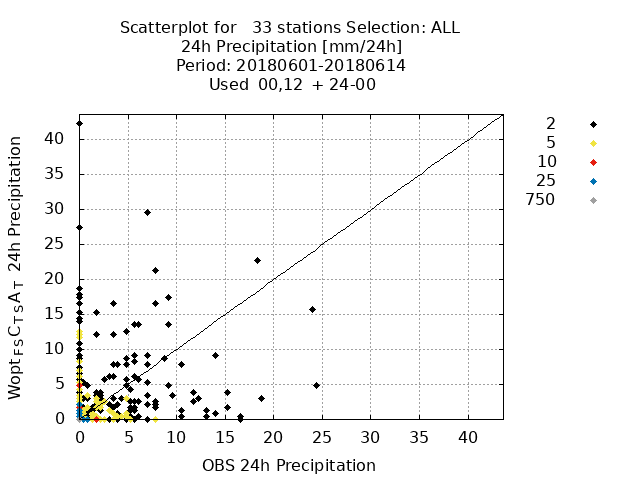 Scatterplot for   33 stations Selection: ALL
24h Precipitation [mm/24h]
Period: 20180601-20180614
Used  00,12  + 24-00
2
5
10
25
750
40
35
30
25
20
15
10
5
0
0 5 10 15 20 25 30 35 40
OBS 24h Precipitation
WoptFSCTSAT 24h Precipitation